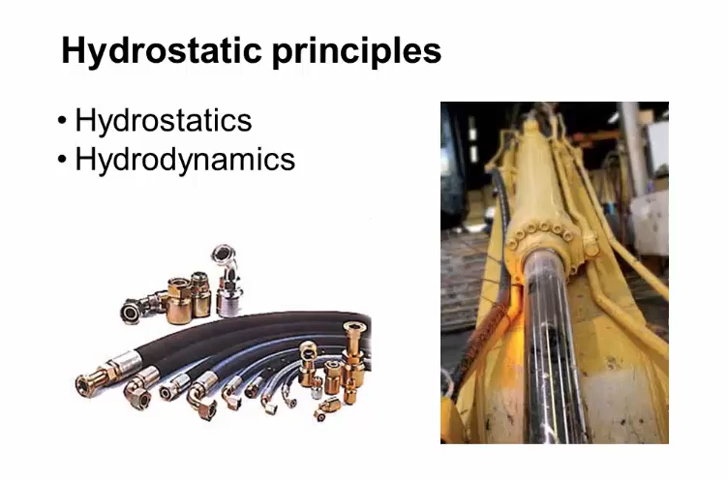 Hydrostatic principles
• Hydrostatics
• Hydrodynamics